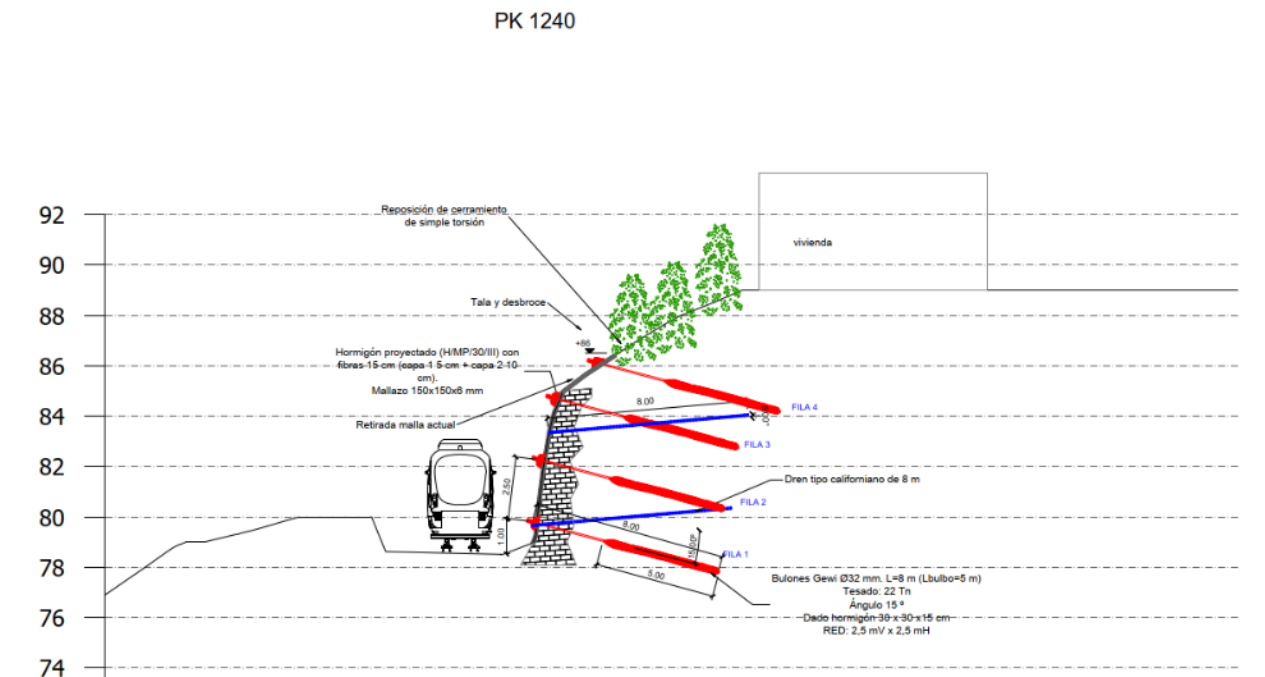 PK 1240
92
90
88
86
84
82
80
78
76
74
Reposición de cerramiento
de simple torsión
vivienda
Tala y desbroce
+86
Hormigón proyectado (H/MP/30/III) con
fibras 15 cm (capa 1 5 cm + capa 2 10
cm).
Mallazo 150x150x6 mm
Retirada malla actual
8.00
FILA 4
FILA 3
Dren tipo californiano de 8 m
2.50
FILA 2
1.00
8.00
15.00º
FILA 1
5.00
Bulones Gewi Ø32 mm. L=8 m (Lbulbo=5 m)
Tesado: 22 Tn
Ángulo 15 º
Dado hormigón 30 x 30 x15 cm
RED: 2,5 mV x 2,5 mH